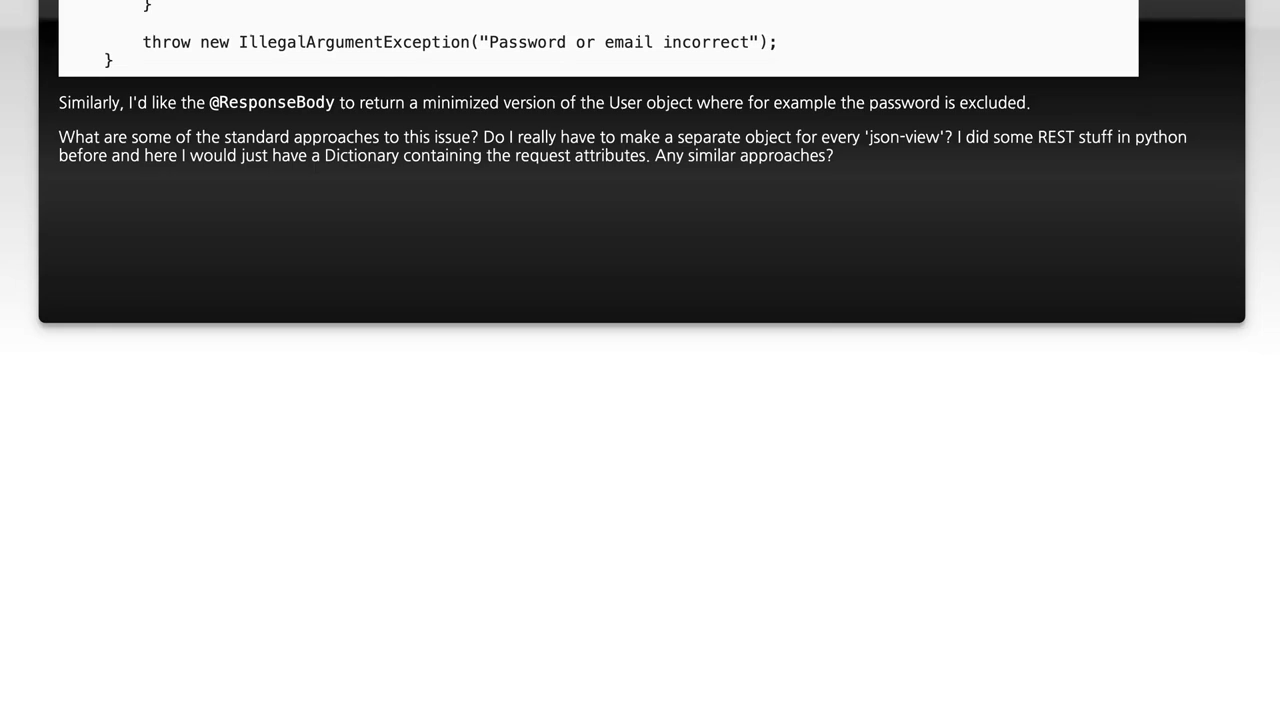 }
throw new IllegalArgumentException("Password or email incorrect");
}
Similarly, I'd like the @ResponseBody to return a minimized version of the User object where for example the password is excluded.
What are some of the standard approaches to this issue? Do I really have to make a separate object for every 'json-view'? I did some REST stuff in python
before and here I would just have a Dictionary containing the request attributes. Any similar approaches?